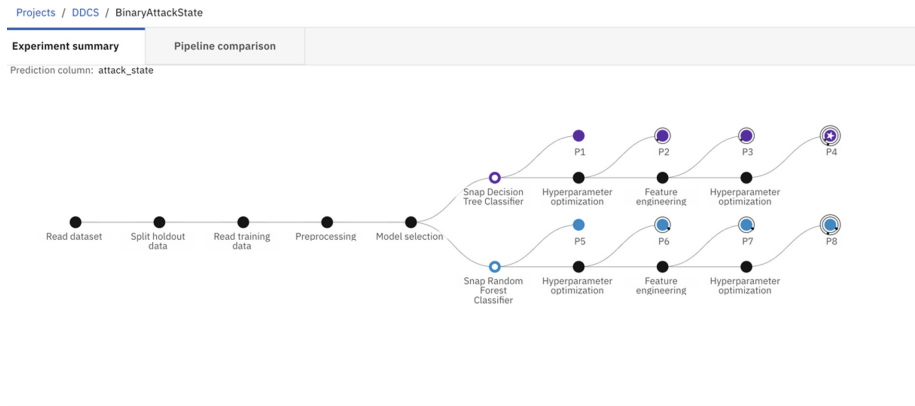 Projects / DDCS / BinaryAttackState
Experiment summary
Pipeline comparison
Prediction column: attack_state
P1
P2
P3
P4
Snap Decision
Tree Classifier
Hyperparameter
optimization
Feature
engineering
Hyperparameter
optimization
Read dataset
Split holdout
data
Read training
data
Preprocessing
Model selection
P5
P6
P7
P8
Snap Random
Forest
Classifier
Hyperparameter
optimization
Feature
engineering
Hyperparameter
optimization